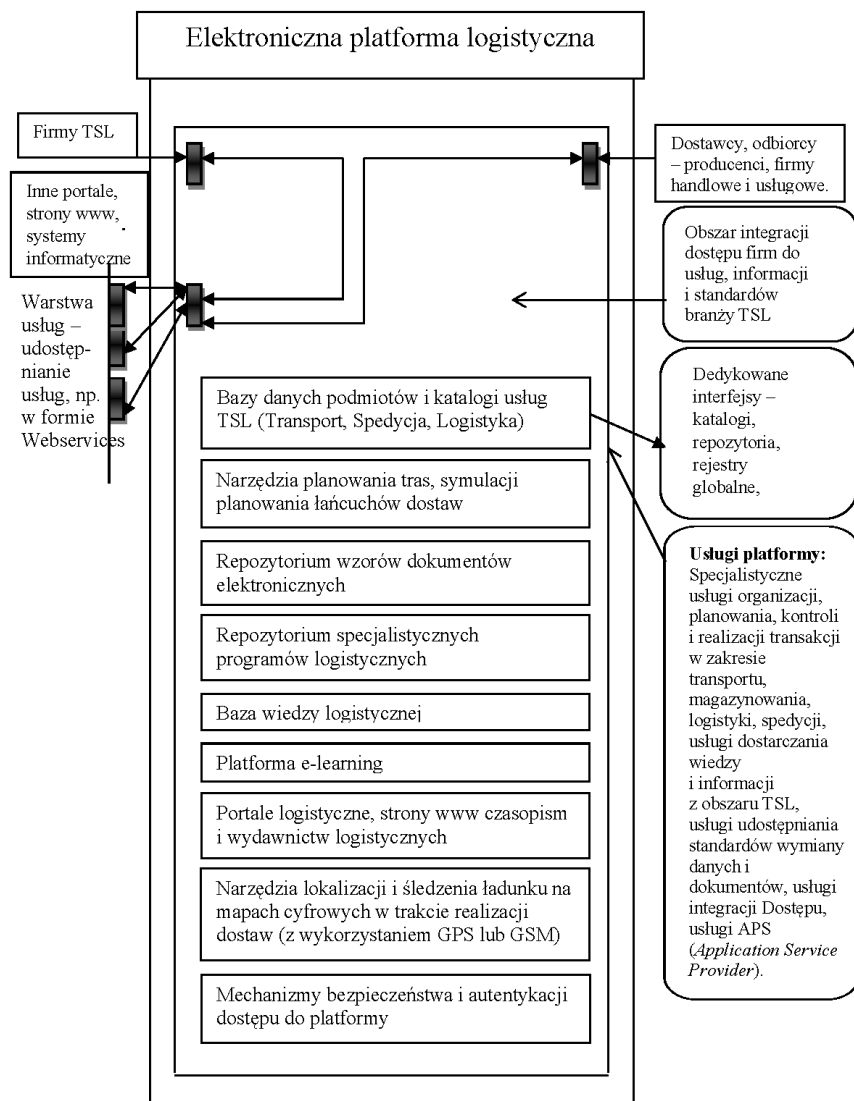 Elektroniczna platforma logistyczna
Firmy TSL
Inne portale,
strony www,
systemy
informatyczne
Warstwa
usług –
udostęp-
nianie
usług, np.
w formie
Webservices
Bazy danych podmiotów i katalogi usług
TSL (Transport, Spedycja, Logistyka)
Narzędzia planowania tras, symulacji
planowania łańcuchów dostaw
Repozytorium wzorów dokumentów
elektronicznych
Repozytorium specjalistycznych
programów logistycznych
Baza wiedzy logistycznej
Platforma e-learning
Portale logistyczne, strony www czasopism
i wydawnictw logistycznych
Narzędzia lokalizacji i śledzenia ładunku na
mapach cyfrowych w trakcie realizacji
dostaw (z wykorzystaniem GPS lub GSM)
Mechanizmy bezpieczeństwa i autentykacji
dostępu do platformy
Dostawcy, odbiorcy
– producenci, firmy
handlowe i usługowe.
Obszar integracji
dostępu firm do
usług, informacji
i standardów
branży TSL
Dedykowane
interfejsy –
katalogi,
repozytoria,
rejestry
globalne,
Usługi platformy:
Specjalistyczne
usługi organizacji,
planowania, kontroli
i realizacji transakcji
w zakresie
transportu,
magazynowania,
logistyki, spedycji,
usługi dostarczania
wiedzy
i informacji
z obszaru TSL,
usługi udostępniania
standardów wymiany
danych i
dokumentów, usługi
integracji Dostępu,
usługi APS
(Application Service
Provider).